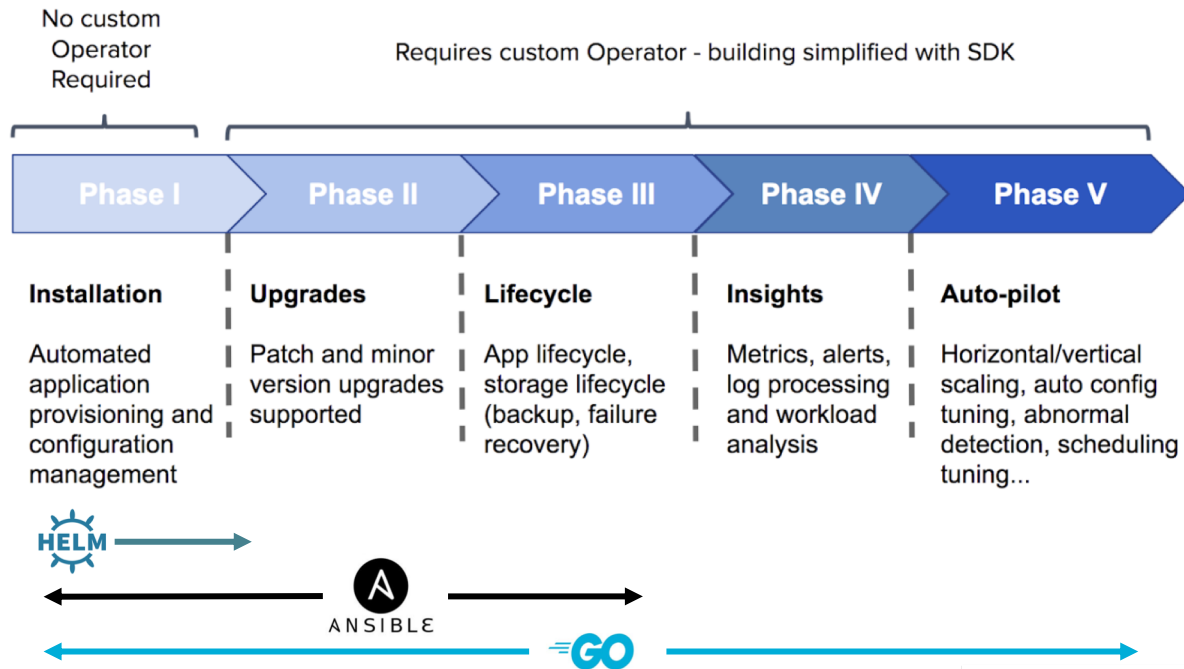 No custom
Operator
Required
Requires custom Operator - building simplified with SDK
Phase I
Phase II
Phase III
Phase IV
Phase V
Installation
Automated
application
provisioning and
configuration
management
Upgrades
Patch and minor
version upgrades
supported
Lifecycle
App lifecycle,
storage lifecycle
(backup, failure
recovery)
Insights
Metrics, alerts,
log processing
and workload
analysis
Auto-pilot
Horizontal/vertical
scaling, auto config
tuning, abnormal
detection, scheduling
tuning...
HELM
A
ANSIBLE
GO